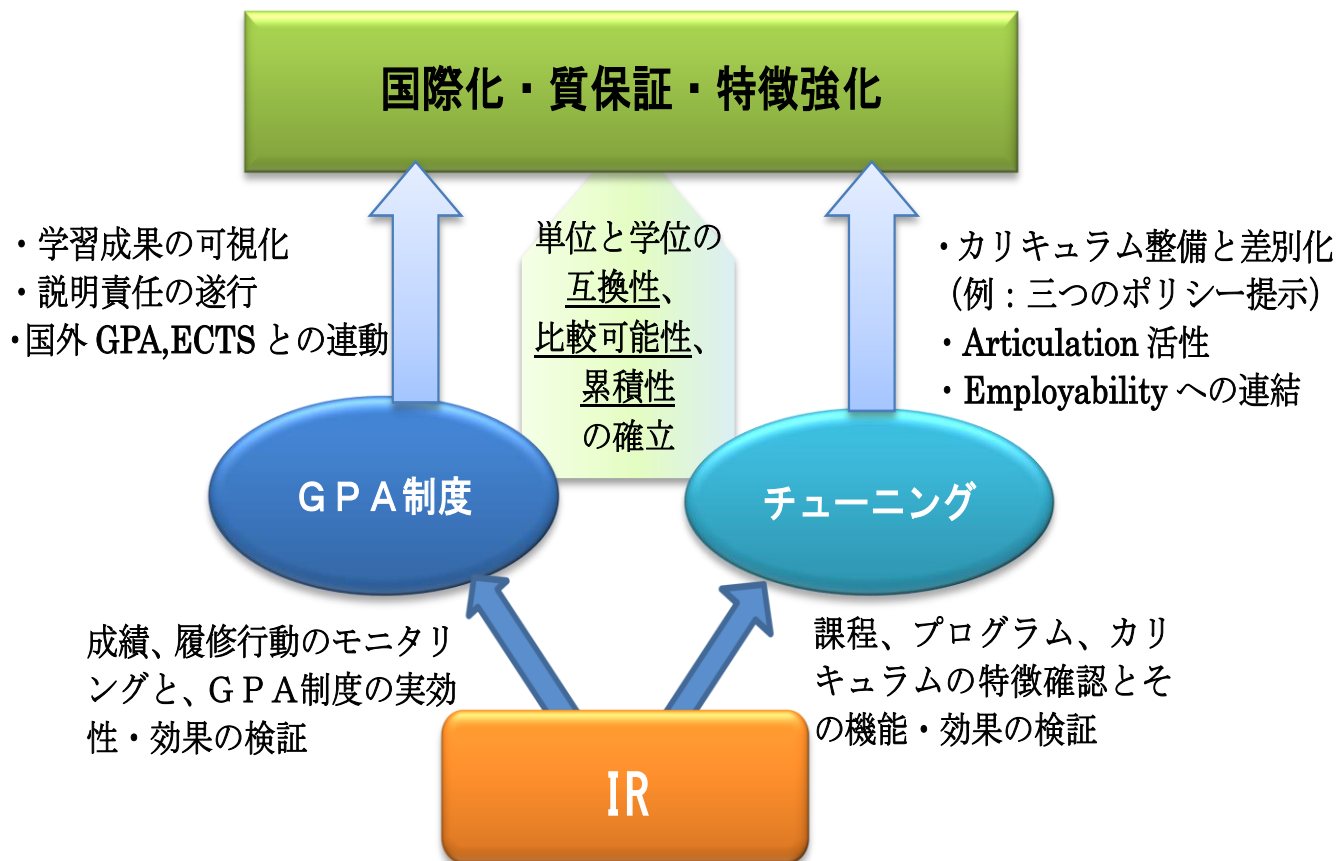 国際化・質保証・特徴強化
・学習成果の可視化
・説明責任の遂行
・国外 GPA,ECTS との連動
単位と学位の
互換性、
比較可能性、
累積性
の確立
・カリキュラム整備と差別化
（例：三つのポリシー提示）
・Articulation 活性
・Employability への連結
ＧＰＡ制度
チューニング
成績、履修行動のモニタリ
ングと、ＧＰＡ制度の実効
性・効果の検証
課程、プログラム、カリ
キュラムの特徴確認とそ
の機能・効果の検証
IR